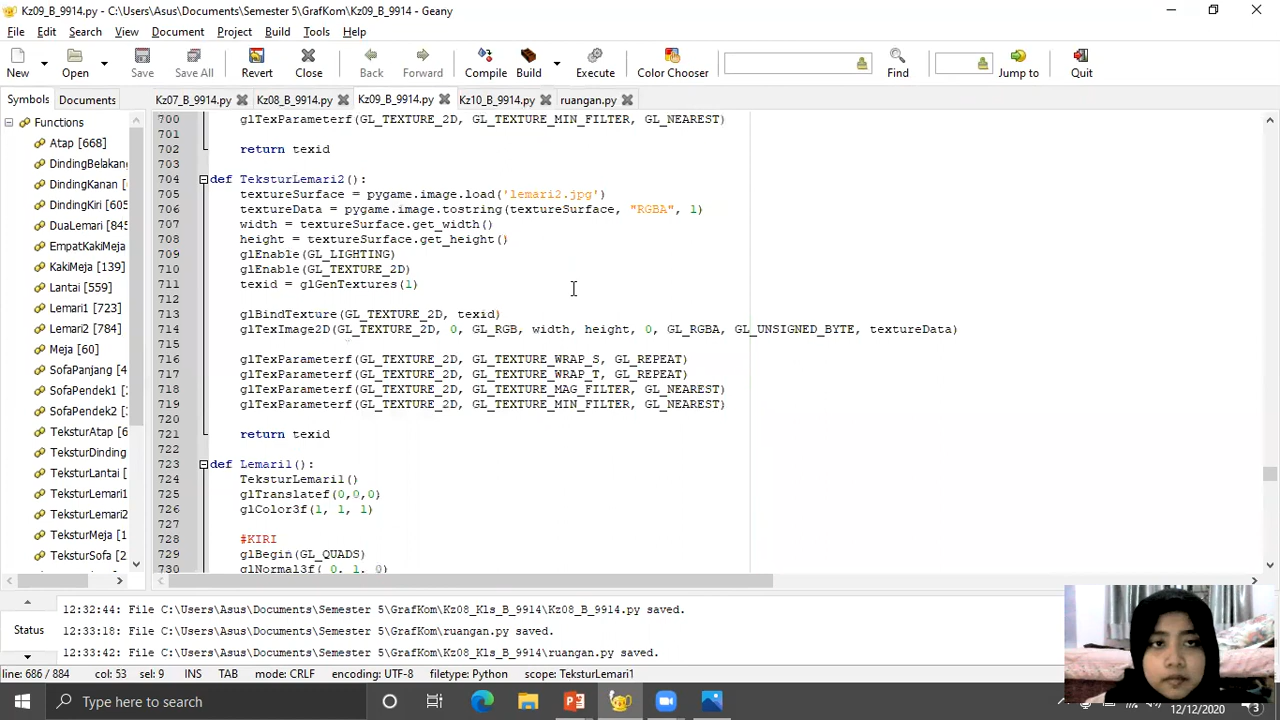 Kz09_B_9914.py - C:\Users\Asus\Documents\Semester 5\GrafKom - Geany
File Edit Search View Document Project Build Tools Help
New Open Save Save All Revert Close Back Forward Compile Build Execute Color Chooser Find Jump to Quit
Symbols Documents Kz07_B_9914.py Kz08_B_9914.py Kz09_B_9914.py Kz10_B_9914.py ruangan.py
Functions
Atap [668]
DindingBelakang
DindingKanan [
DindingKiri [605
DuaLemari [845
EmpatKakiMeja
KakiMeja [139]
Lantai [559]
Lemari1 [723]
Lemari2 [784]
Meja [60]
SofaPanjang [4
SofaPendek1 [
SofaPendek2 [
TeksturAtap [6
TeksturDinding
TeksturLantai [
TeksturLemari1
TeksturLemari2
TeksturMeja [1
TeksturSofa [2
700 glTexParameterf(GL_TEXTURE_2D, GL_TEXTURE_MIN_FILTER, GL_NEAREST)
701
702 return texid
703
704 def TeksturLemari2():
705 textureSurface = pygame.image.load('lemari2.jpg')
706 textureData = pygame.image.tostring(textureSurface, "RGBA", 1)
707 width = textureSurface.get_width()
708 height = textureSurface.get_height()
709 glEnable(GL_LIGHTING)
710 glEnable(GL_TEXTURE_2D)
711 texid = glGenTextures(1)
712
713 glBindTexture(GL_TEXTURE_2D, texid)
714 glTexImage2D(GL_TEXTURE_2D, 0, GL_RGB, width, height, 0, GL_RGBA, GL_UNSIGNED_BYTE, textureData)
715
716 glTexParameterf(GL_TEXTURE_2D, GL_TEXTURE_WRAP_S, GL_REPEAT)
717 glTexParameterf(GL_TEXTURE_2D, GL_TEXTURE_WRAP_T, GL_REPEAT)
718 glTexParameterf(GL_TEXTURE_2D, GL_TEXTURE_MAG_FILTER, GL_NEAREST)
719 glTexParameterf(GL_TEXTURE_2D, GL_TEXTURE_MIN_FILTER, GL_NEAREST)
720
721 return texid
722
723 def Lemari1():
724 TeksturLemari1()
725 glTranslatef(0,0,0)
726 glColor3f(1, 1, 1)
727
728 #KIRI
729 glBegin(GL_QUADS)
730 glNormal3f( 0, 1, 0)
Status
12:32:44: File C:\Users\Asus\Documents\Semester 5\GrafKom\Kz08_Kls_B_9914\Kz08_B_9914.py saved.
12:33:18: File C:\Users\Asus\Documents\Semester 5\GrafKom\ruangan.py saved.
12:33:42: File C:\Users\Asus\Documents\Semester 5\GrafKom\Kz08_Kls_B_9914\ruangan.py saved.
line: 686 / 884 col: 53 sel: 9 INS TAB mode: CRLF encoding: UTF-8 filetype: Python scope: TeksturLemari1
Type here to search
12/12/2020
3